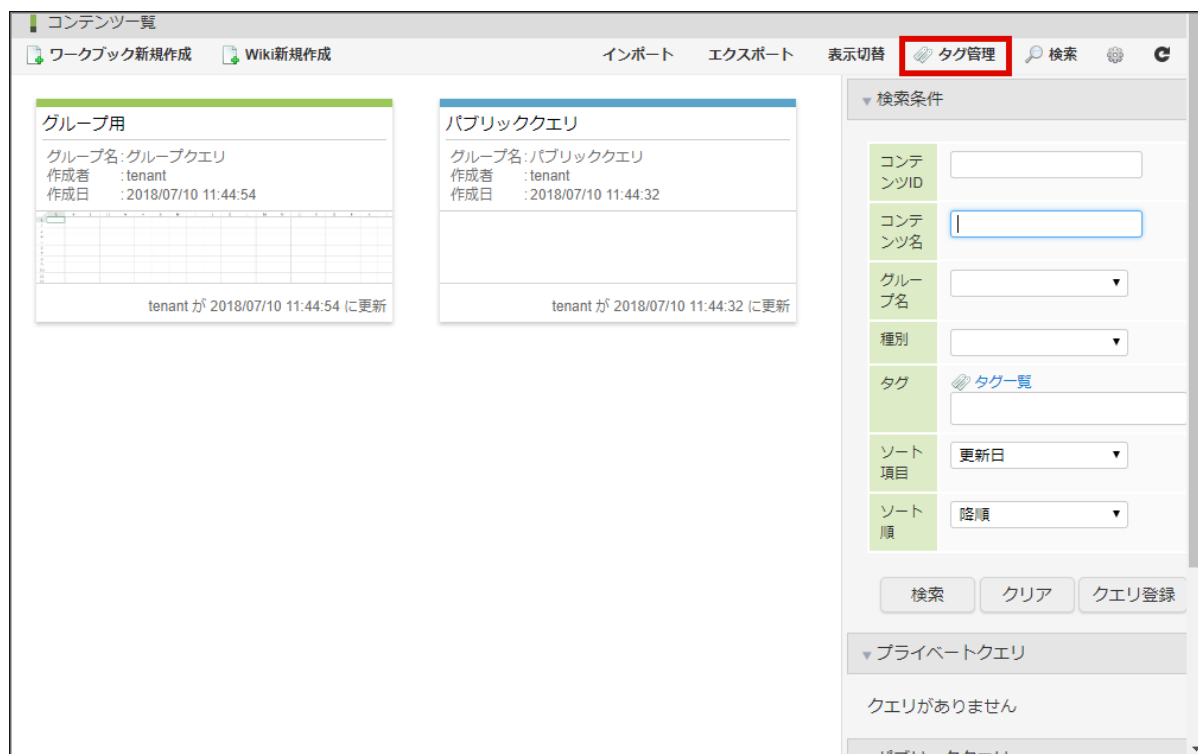 コンテンツ一覧
ワークブック新規作成 Wiki新規作成 インポート エクスポート 表示切替 タグ管理 検索
グループ用
グループ名:グループクエリ
作成者 :tenant
作成日 :2018/07/10 11:44:54
tenant が 2018/07/10 11:44:54 に更新
パブリッククエリ
グループ名:パブリッククエリ
作成者 :tenant
作成日 :2018/07/10 11:44:32
tenant が 2018/07/10 11:44:32 に更新
検索条件
コンテ
ンツID
コンテ
ンツ名
グルー
プ名
種別
タグ タグ一覧
ソート
項目 更新日
ソート
順 降順
検索 クリア クエリ登録
プライベートクエリ
クエリがありません